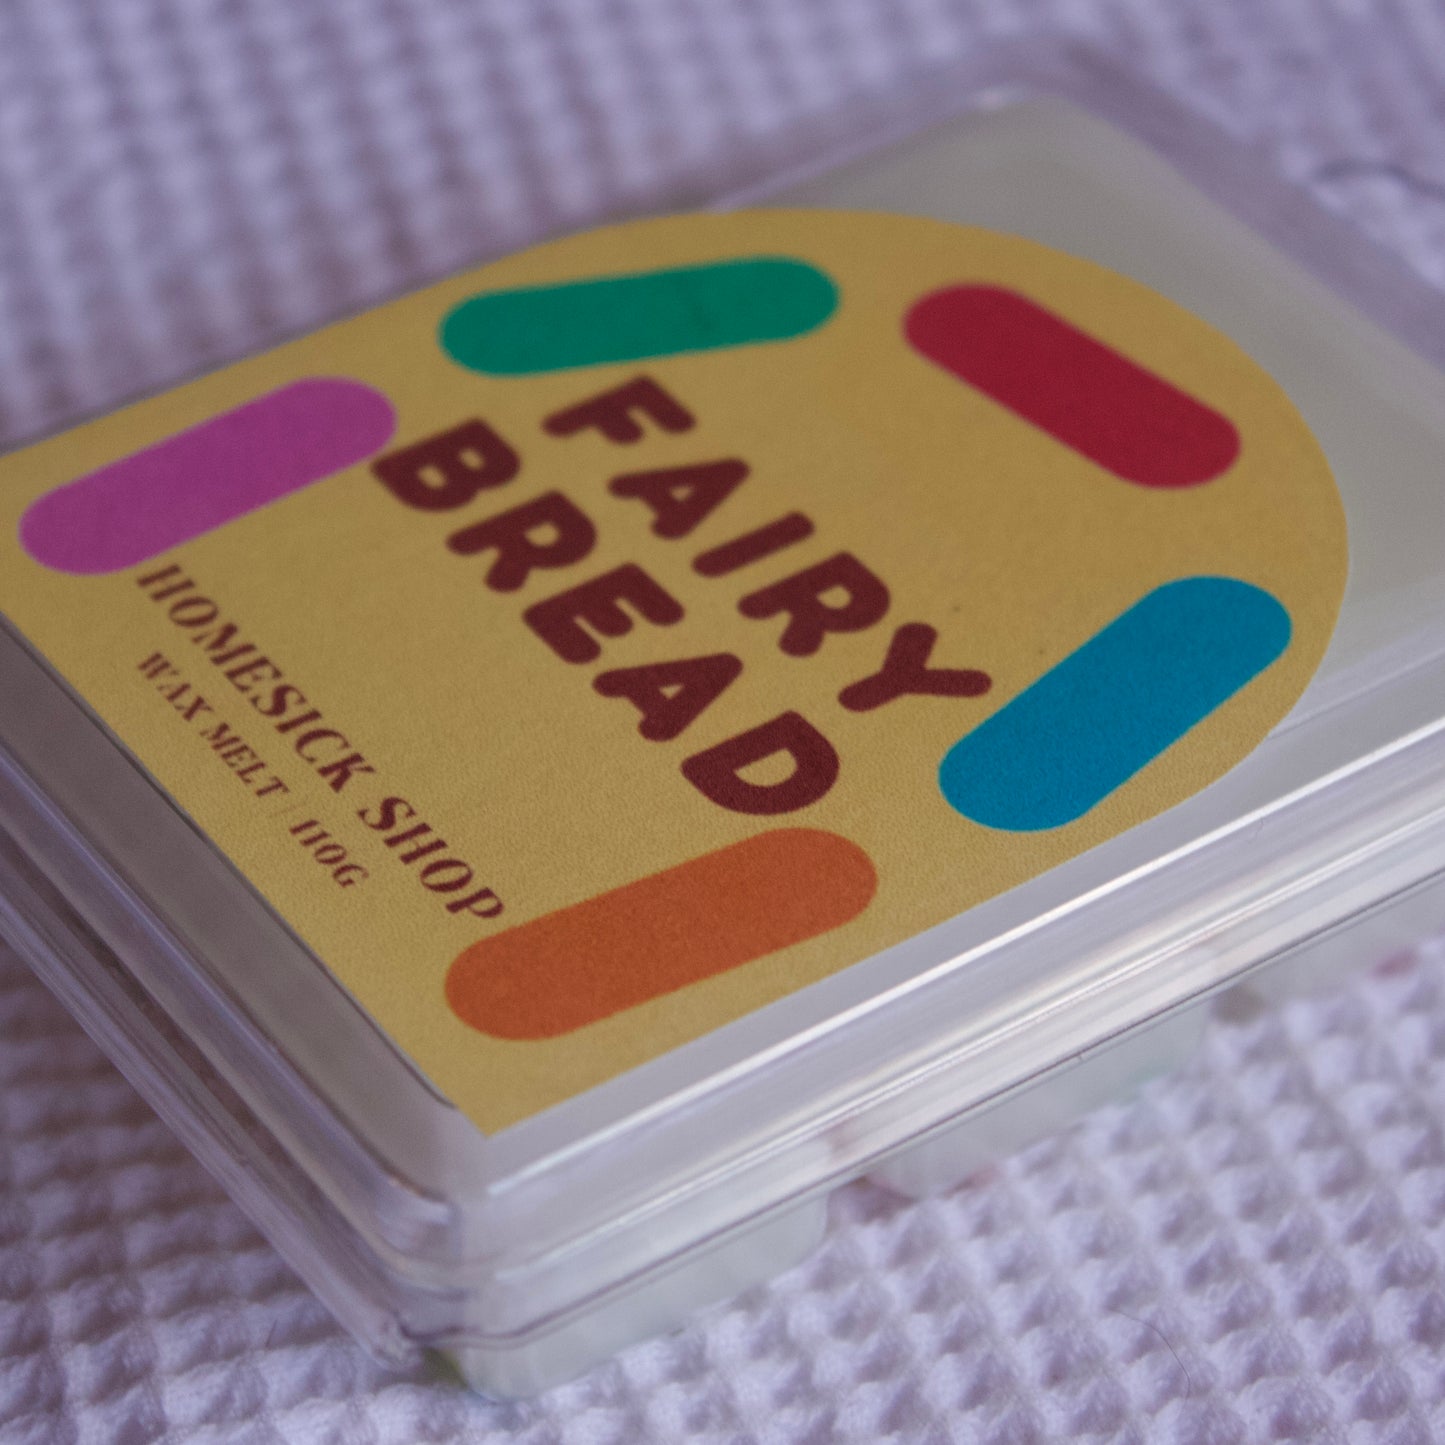 FAIRY
BREAD
HOMESICK SHOP
WAX MELT | 110G